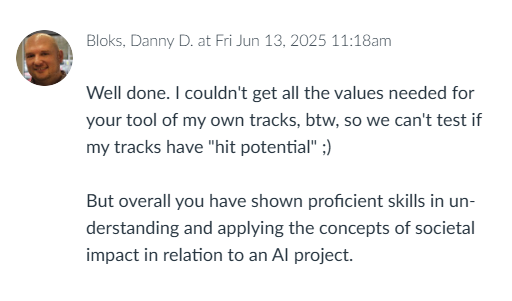 Bloks, Danny D. at Fri Jun 13, 2025 11:18am
Well done. I couldn't get all the values needed for
your tool of my own tracks, btw, so we can't test if
my tracks have "hit potential" ;)
But overall you have shown proficient skills in un-
derstanding and applying the concepts of societal
impact in relation to an AI project.